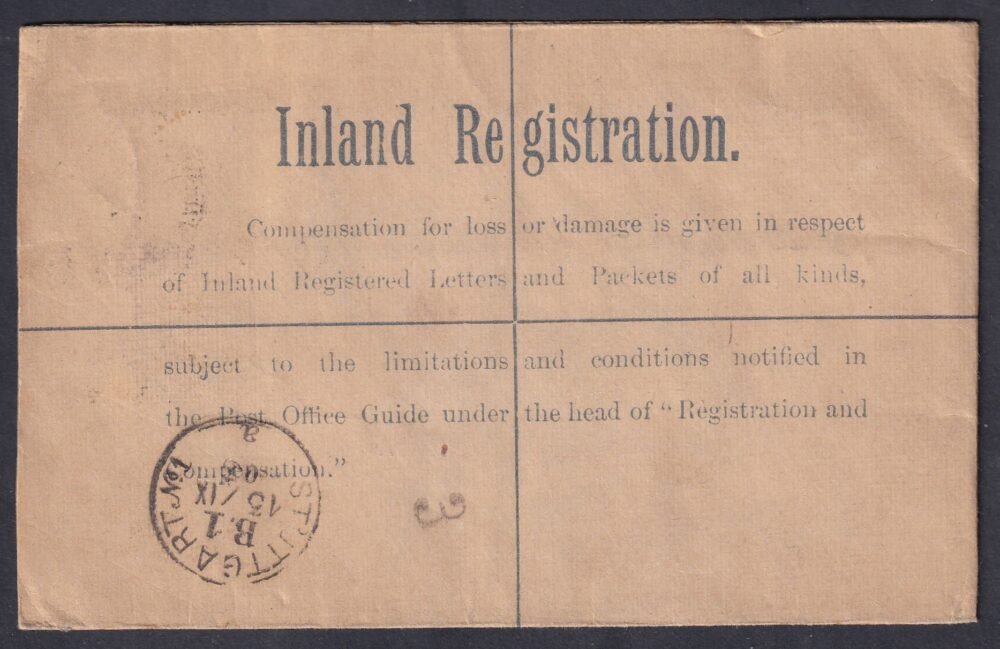 Inland Registration.
Compensation for loss or damage is given in respect
of Inland Registered Letters and Packets of all kinds,
subject to the limitations and conditions notified in
the Post Office Guide under the head of “Registration and
Compensation.”
STUTTGART
B.1
13/IX
a
3